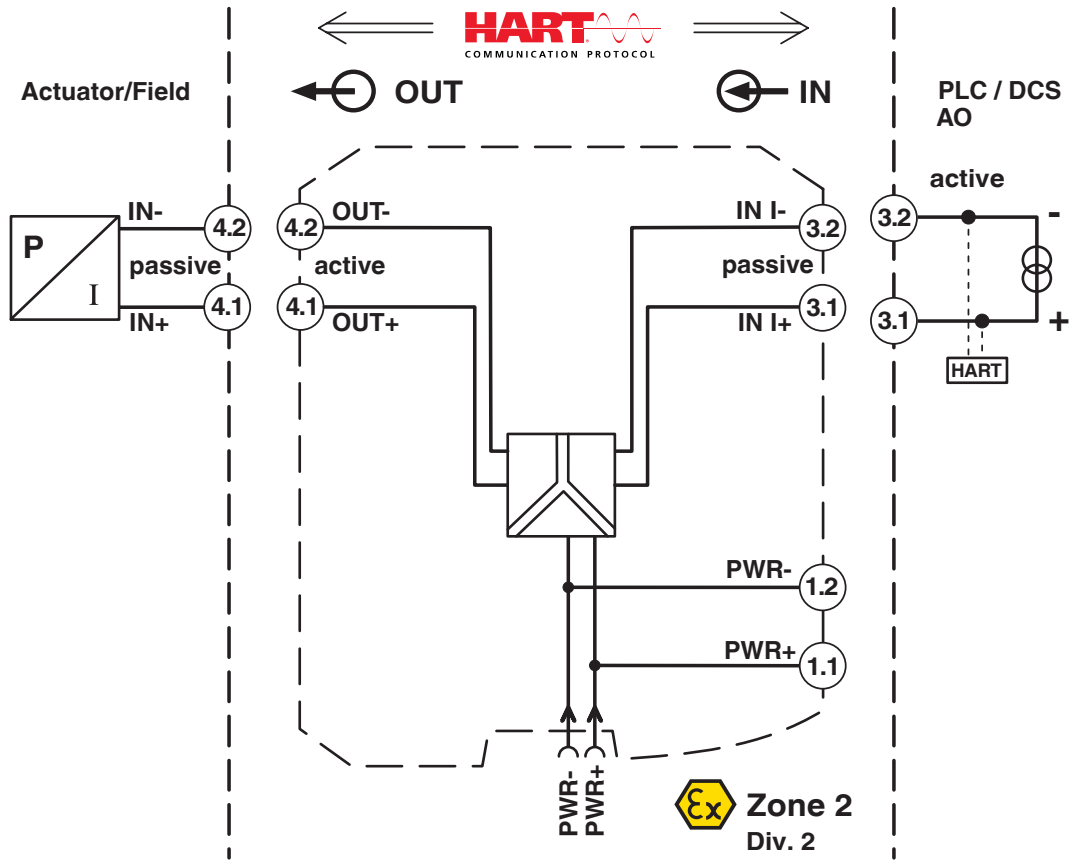 HART
COMMUNICATION PROTOCOL
Actuator/Field
OUT
IN
PLC / DCS
AO
active
IN-
4.2
4.2
OUT-
IN I-
3.2
3.2
-
P
I
passive
active
passive
4.1
4.1
IN+
OUT+
IN I+
3.1
3.1
+
HART
PWR-
1.2
PWR+
1.1
PWR-
PWR+
Ex
Zone 2
Div. 2